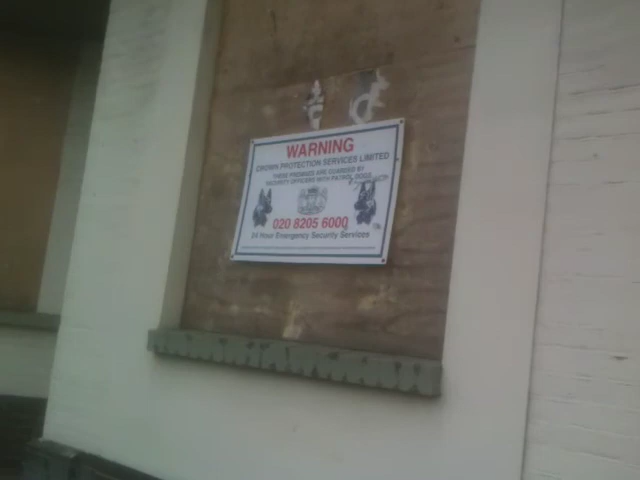 WARNING
CROWN PROTECTION SERVICES LIMITED
THESE PREMISES ARE GUARDED BY
SECURITY OFFICERS WITH PATROL DOGS
020 8205 6000
24 Hour Emergency Security Services